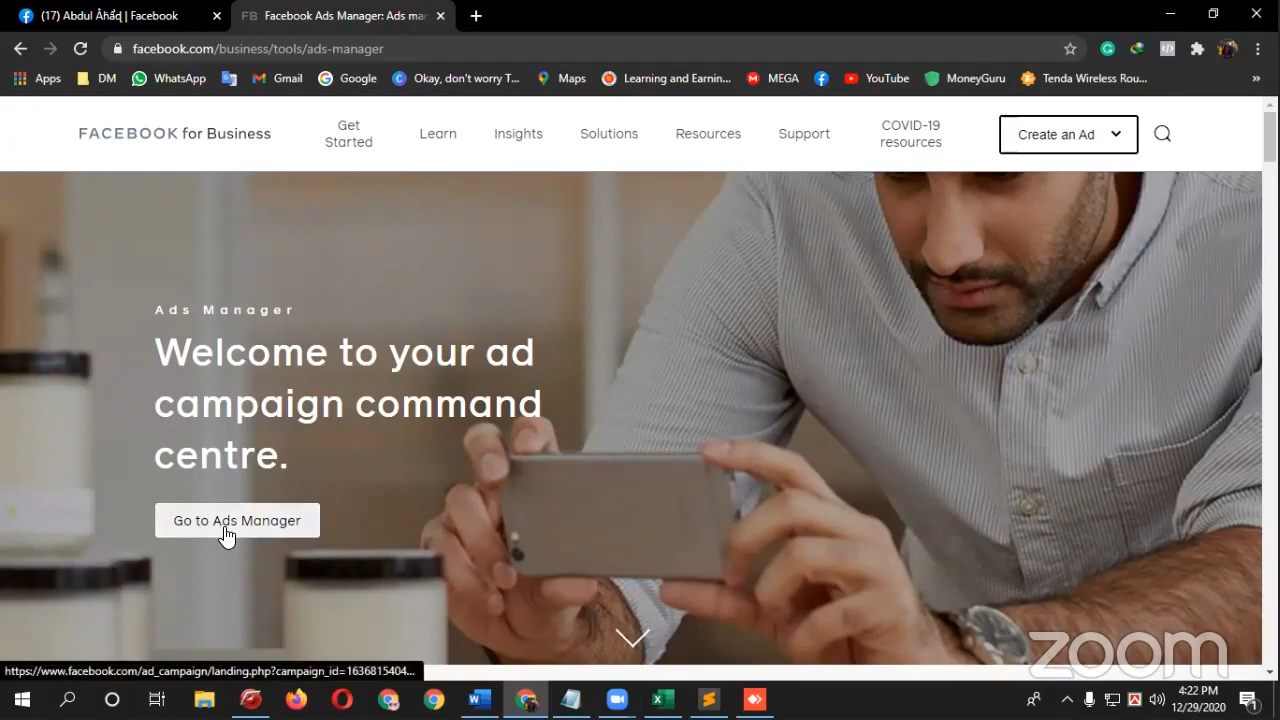 (17) Abdul Åhąd | Facebook
Facebook Ads Manager: Ads mar
facebook.com/business/tools/ads-manager
Apps DM WhatsApp Gmail Google Okay, don't worry T... Maps Learning and Earnin... MEGA YouTube MoneyGuru Tenda Wireless Rou...
FACEBOOK for Business
Get
Started
Learn
Insights
Solutions
Resources
Support
COVID-19
resources
Create an Ad
Ads Manager
Welcome to your ad
campaign command
centre.
Go to Ads Manager
zoom
https://www.facebook.com/ad_campaign/landing.php?campaign_id=1636815404...
4:22 PM
12/29/2020